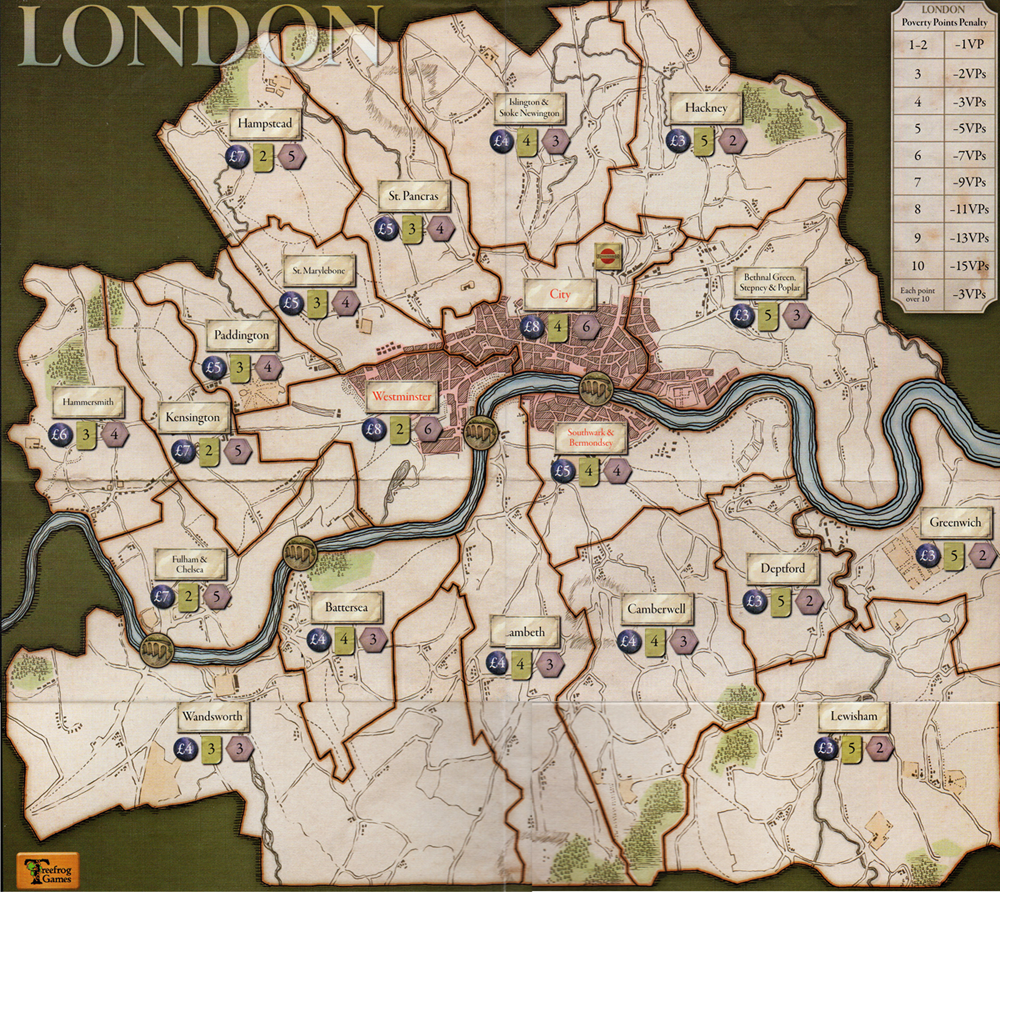 LONDON
LONDON
Poverty Points Penalty
1-2 -1VP
3 -2VPs
4 -3VPs
5 -5VPs
6 -7VPs
7 -9VPs
8 -11VPs
9 -13VPs
10 -15VPs
Each point
over 10 -3VPs
Hampstead
£7 2 5
Islington &
Stoke Newington
£4 4 3
Hackney
£3 5 2
St. Pancras
£5 3 4
St. Marylebone
£5 3 4
City
£8 4 6
Bethnal Green,
Stepney & Poplar
£3 5 3
Paddington
£5 3 4
Hammersmith
£6 3 4
Kensington
£7 2 5
Westminster
£8 2 6
Southwark &
Bermondsey
£5 4 4
Greenwich
£3 5 2
Fulham &
Chelsea
£7 2 5
Deptford
£3 5 2
Battersea
£4 4 3
Lambeth
£4 4 3
Camberwell
£4 4 3
Wandsworth
£4 3 3
Lewisham
£3 5 2
Treefrog
Games